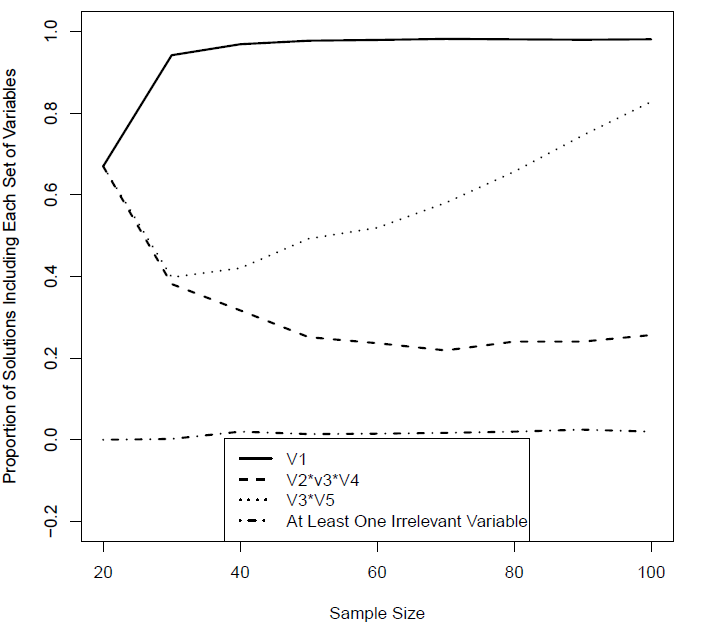 Proportion of Solutions Including Each Set of Variables
1.0
0.8
0.6
0.4
0.2
0.0
−0.2
V1
V2*v3*V4
V3*V5
At Least One Irrelevant Variable
20 40 60 80 100
Sample Size